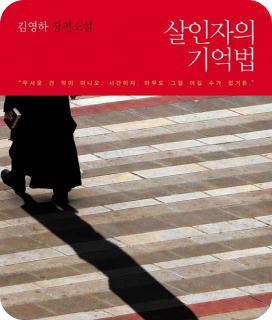 김영하 장편소설
살인자의
기억법
"무서운 건 악이 아니오. 시간이지. 아무도 그걸 이길 수가 없거든."